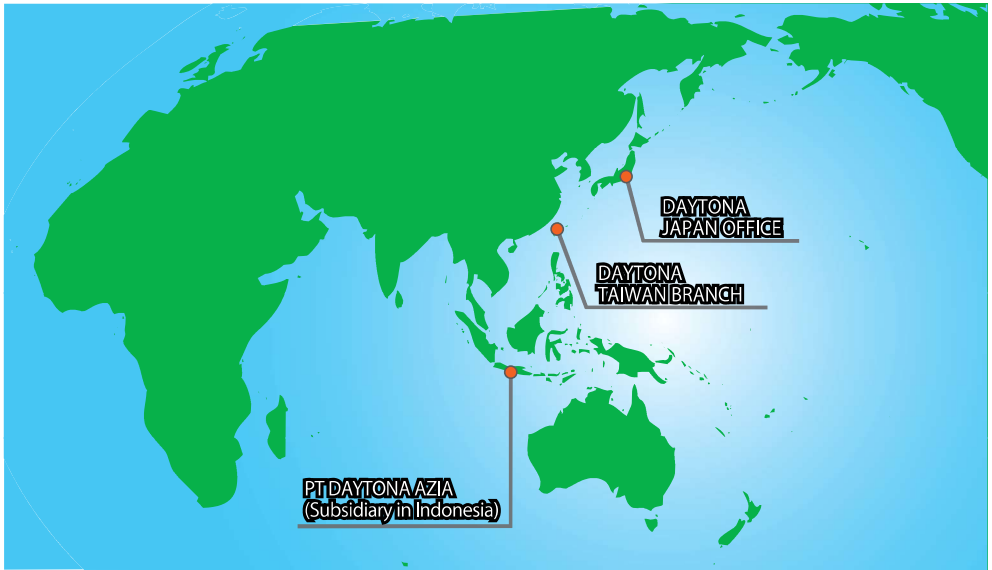 DAYTONA
JAPAN OFFICE
DAYTONA
TAIWAN BRANCH
PT DAYTONA AZIA
(Subsidiary in Indonesia)